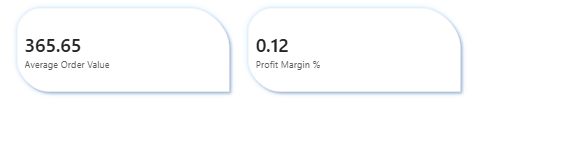 365.65
Average Order Value
0.12
Profit Margin %